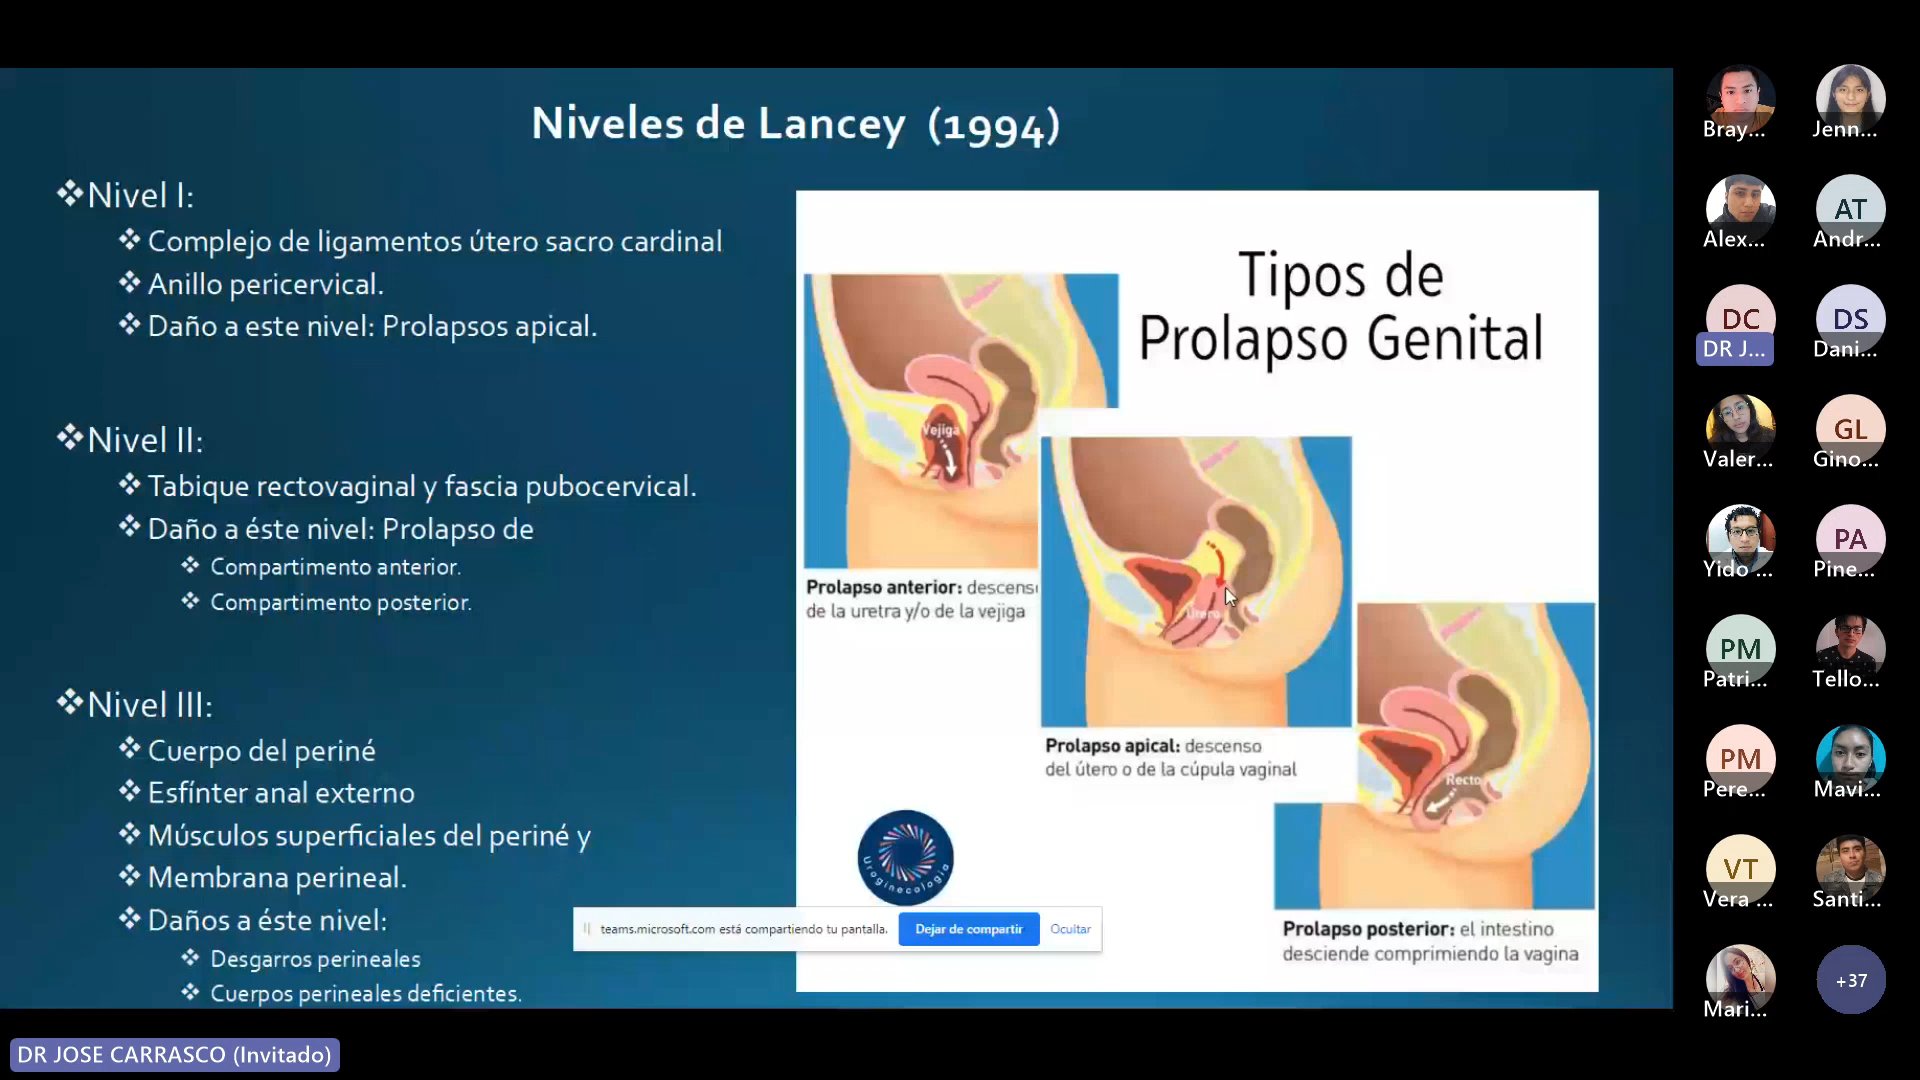 Niveles de Lancey (1994)
Nivel I:
Complejo de ligamentos útero sacro cardinal
Anillo pericervical.
Daño a este nivel: Prolapsos apical.
Nivel II:
Tabique rectovaginal y fascia pubocervical.
Daño a éste nivel: Prolapso de
Compartimento anterior.
Compartimento posterior.
Nivel III:
Cuerpo del periné
Esfínter anal externo
Músculos superficiales del periné y
Membrana perineal.
Daños a éste nivel:
Desgarros perineales
Cuerpos perineales deficientes.
Tipos de
Prolapso Genital
Vejiga
Prolapso anterior: descens
de la uretra y/o de la vejiga
Útero
Prolapso apical: descenso
del útero o de la cúpula vaginal
Recto
Prolapso posterior: el intestino
desciende comprimiendo la vagina
Uroginecología
teams.microsoft.com está compartiendo tu pantalla.
Dejar de compartir
Ocultar
Bray...
Jenn...
Alex...
AT
Andr...
DC
DR J...
DS
Dani...
Valer...
GL
Gino...
Yido ...
PA
Pine...
PM
Patri...
Tello...
PM
Pere...
Mavi...
VT
Vera ...
Santi...
Mari...
+37
DR JOSE CARRASCO (Invitado)